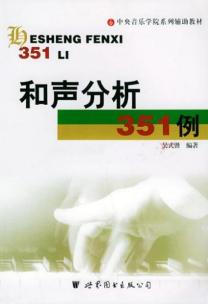 中央音乐学院系列辅助教材
HESHENG FENXI
351 LI
和声分析
351例
吴式锴 编著
世界图书出版公司